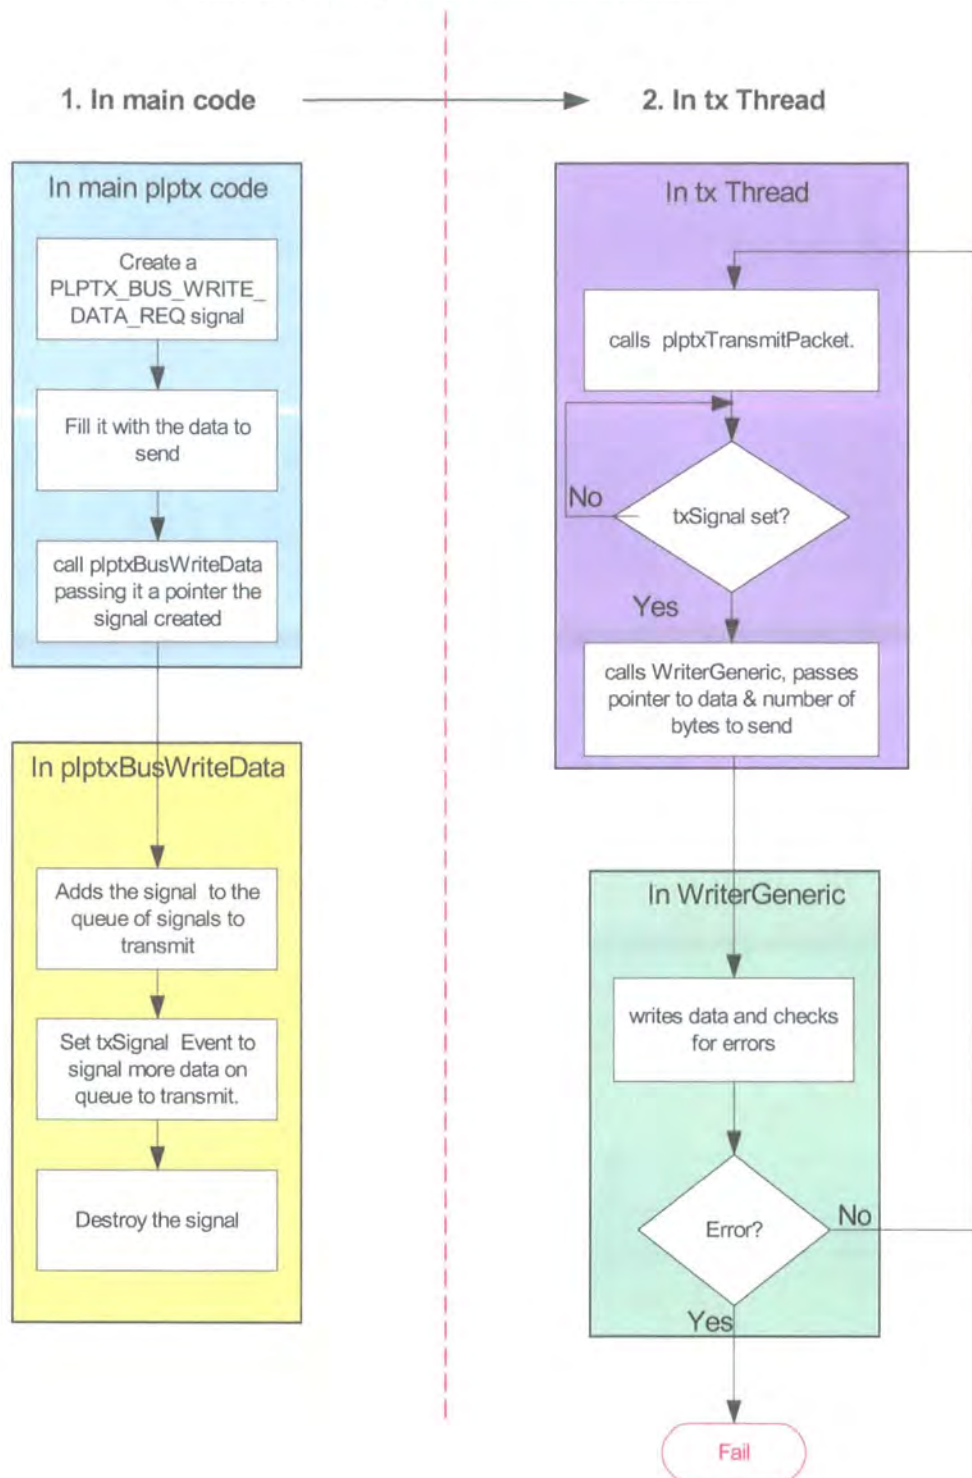 1. In main code
2. In tx Thread
In main plptx code
Create a
PLPTX_BUS_WRITE_
DATA_REQ signal
Fill it with the data to
send
call plptxBusWriteData
passing it a pointer the
signal created
In plptxBusWriteData
Adds the signal to the
queue of signals to
transmit
Set txSignal Event to
signal more data on
queue to transmit.
Destroy the signal
In tx Thread
calls plptxTransmitPacket.
txSignal set?
No
Yes
calls WriterGeneric, passes
pointer to data & number of
bytes to send
In WriterGeneric
writes data and checks
for errors
Error?
No
Yes
Fail